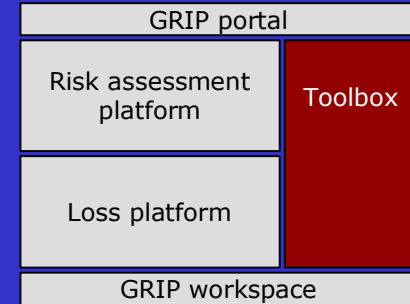 GRIP portal
Risk assessment
platform
Toolbox
Loss platform
GRIP workspace